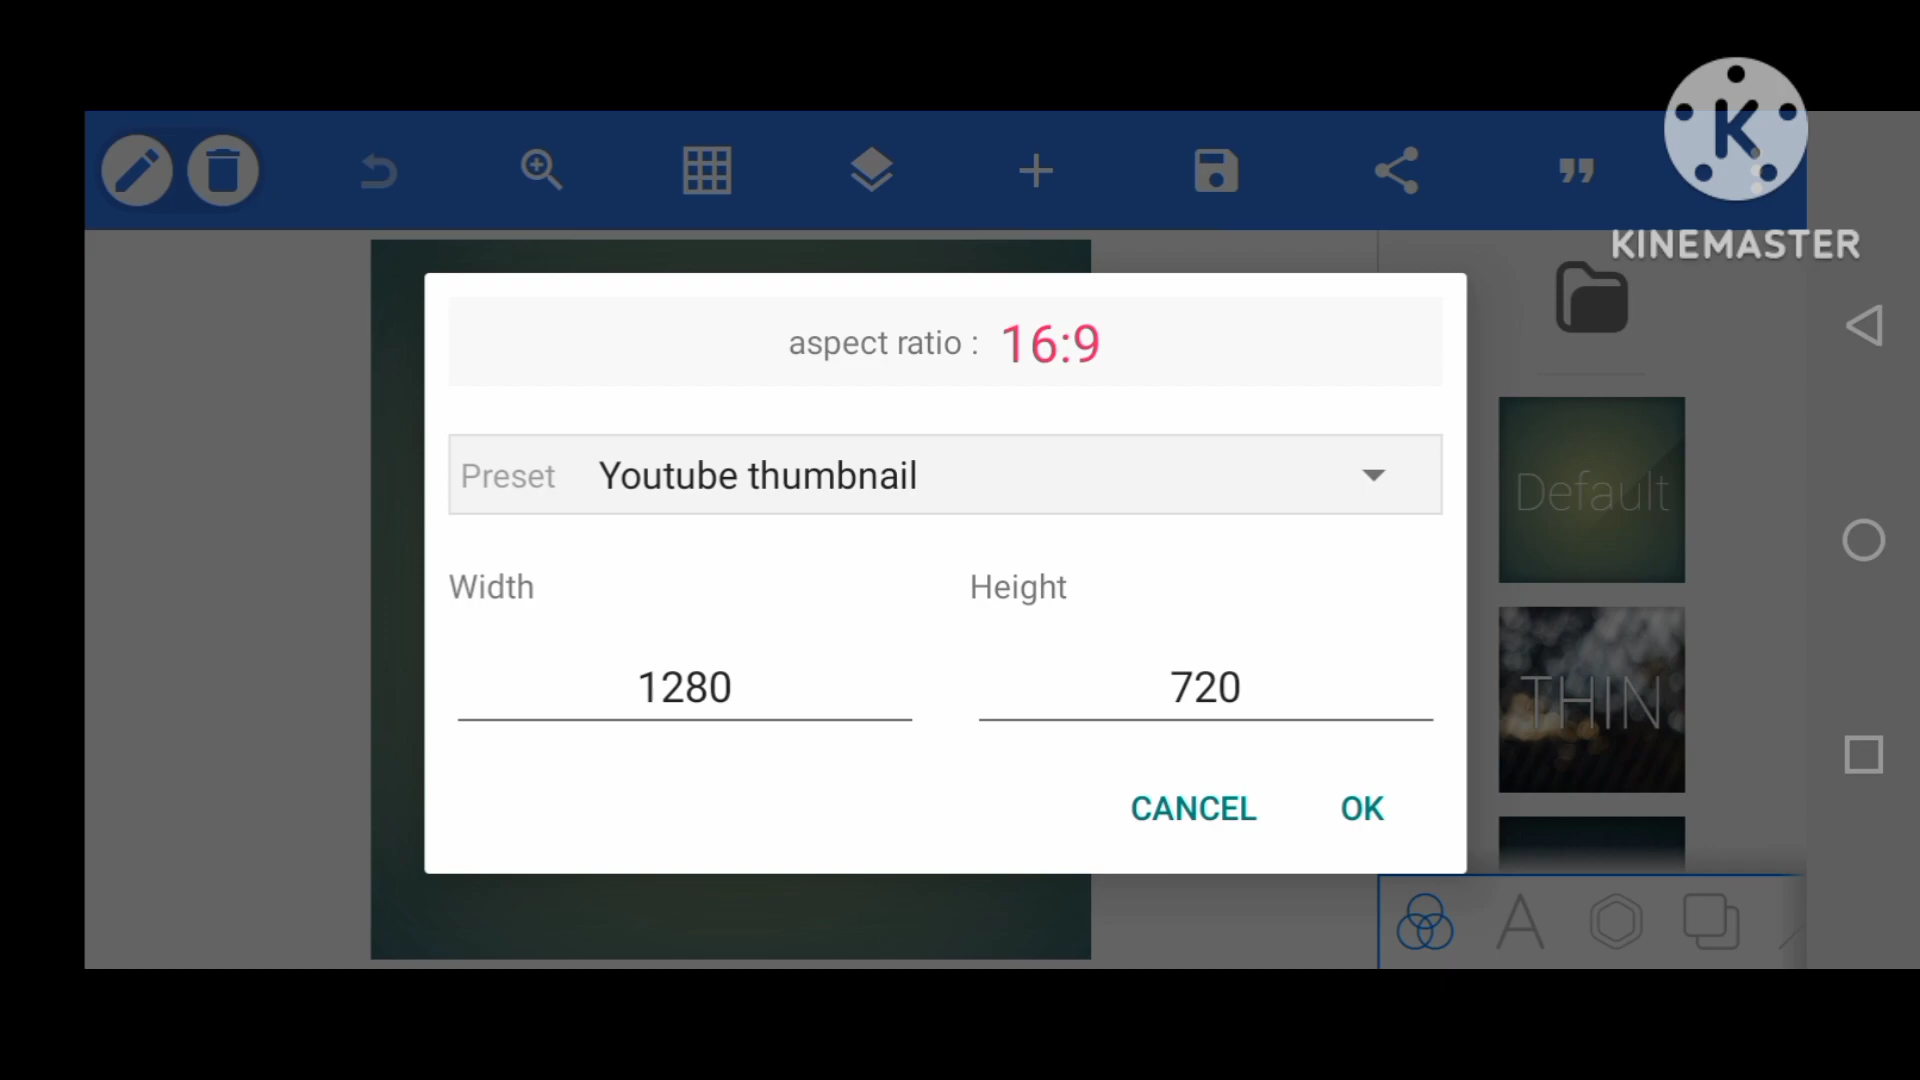 K
KINEMASTER
aspect ratio : 16:9
Preset Youtube thumbnail
Width Height
1280 720
CANCEL OK
Default
THIN
A